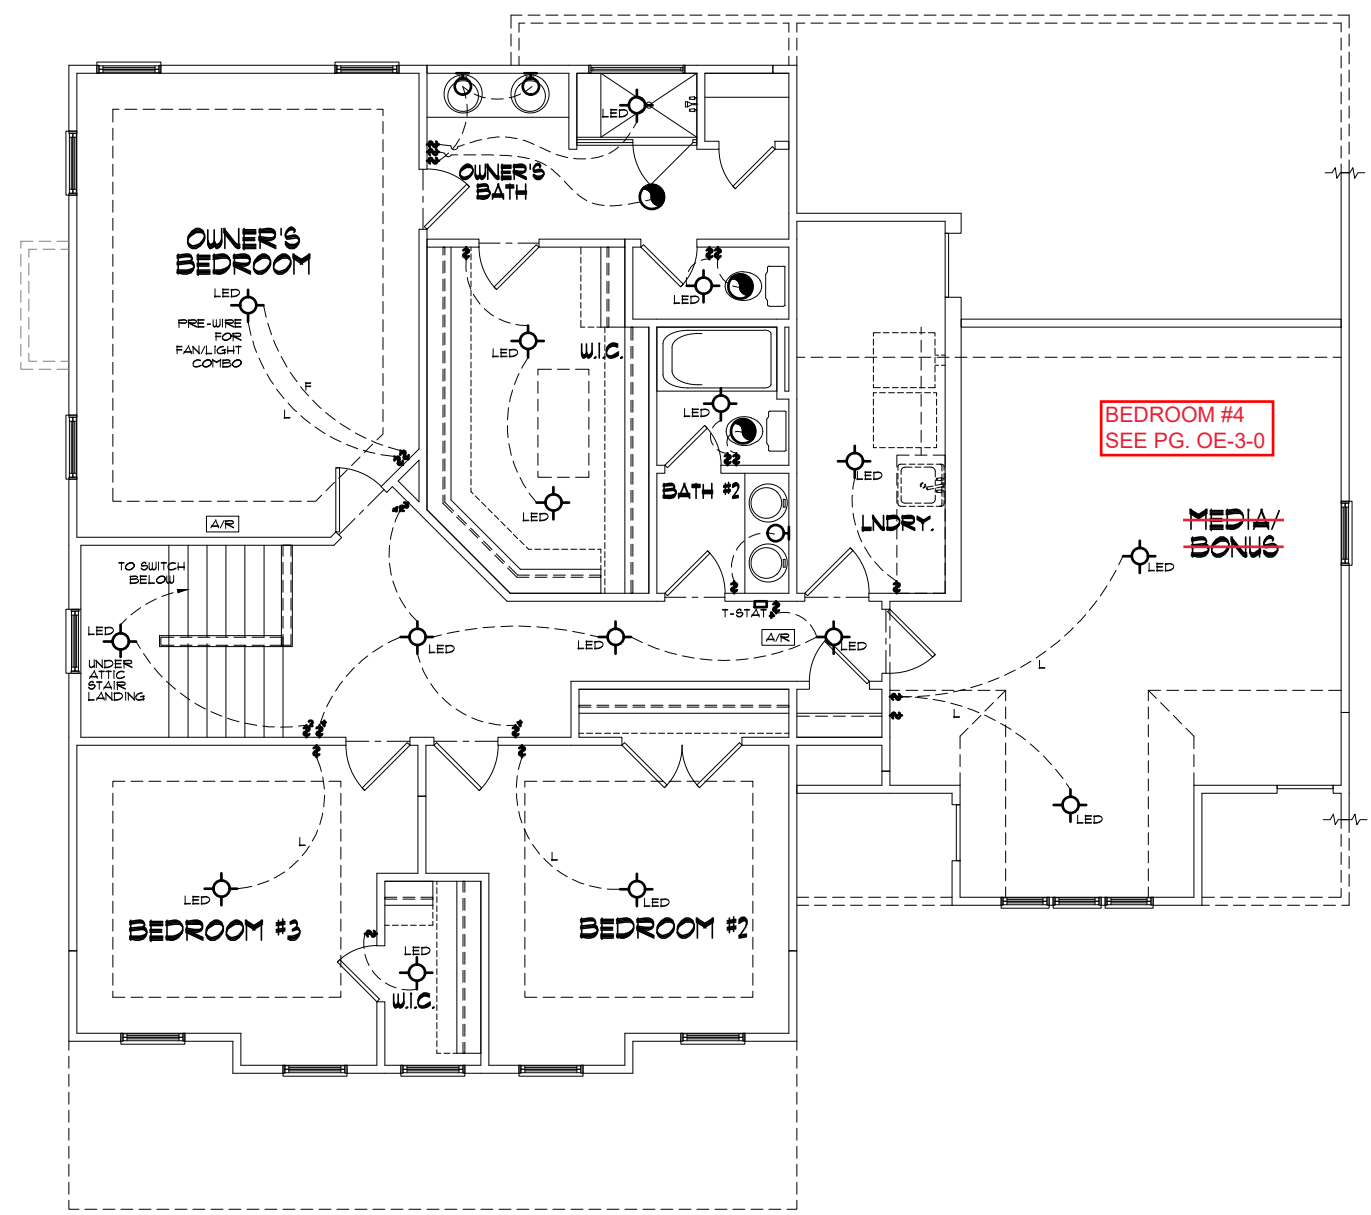 LED
OWNER'S
BATH
OWNER'S
BEDROOM
LED
PRE-WIRE
FOR
FAN/LIGHT
COMBO
F
L
LED
W.I.C.
LED
LED
LED
BATH #2
LED
LNDRY.
BEDROOM #4
SEE PG. OE-3-0
MEDIA/
BONUS
LED
A/R
TO SWITCH
BELOW
LED
UNDER
ATTIC
STAIR
LANDING
LED
LED
T-STAT
A/R
LED
L
L
LED
L
LED
BEDROOM #3
L
LED
BEDROOM #2
LED
W.I.C.